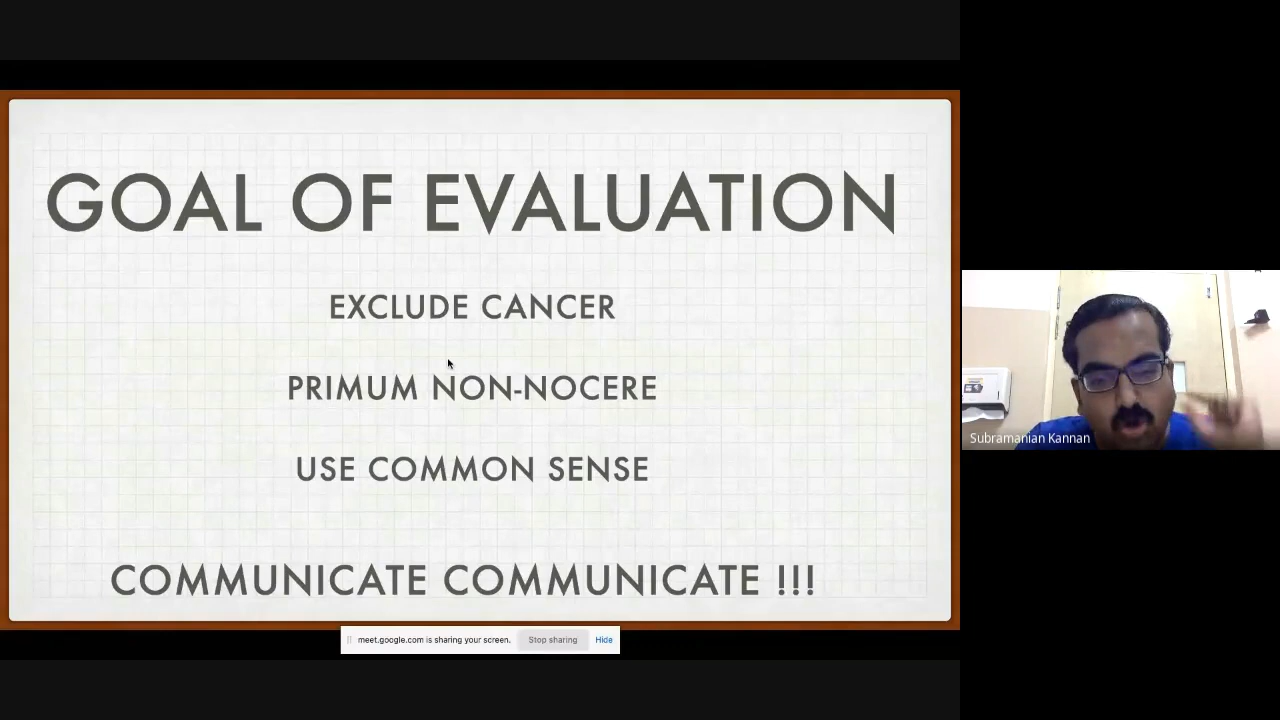 GOAL OF EVALUATION
EXCLUDE CANCER
PRIMUM NON-NOCERE
USE COMMON SENSE
COMMUNICATE COMMUNICATE !!!
Subramanian Kannan
meet.google.com is sharing your screen. Stop sharing Hide